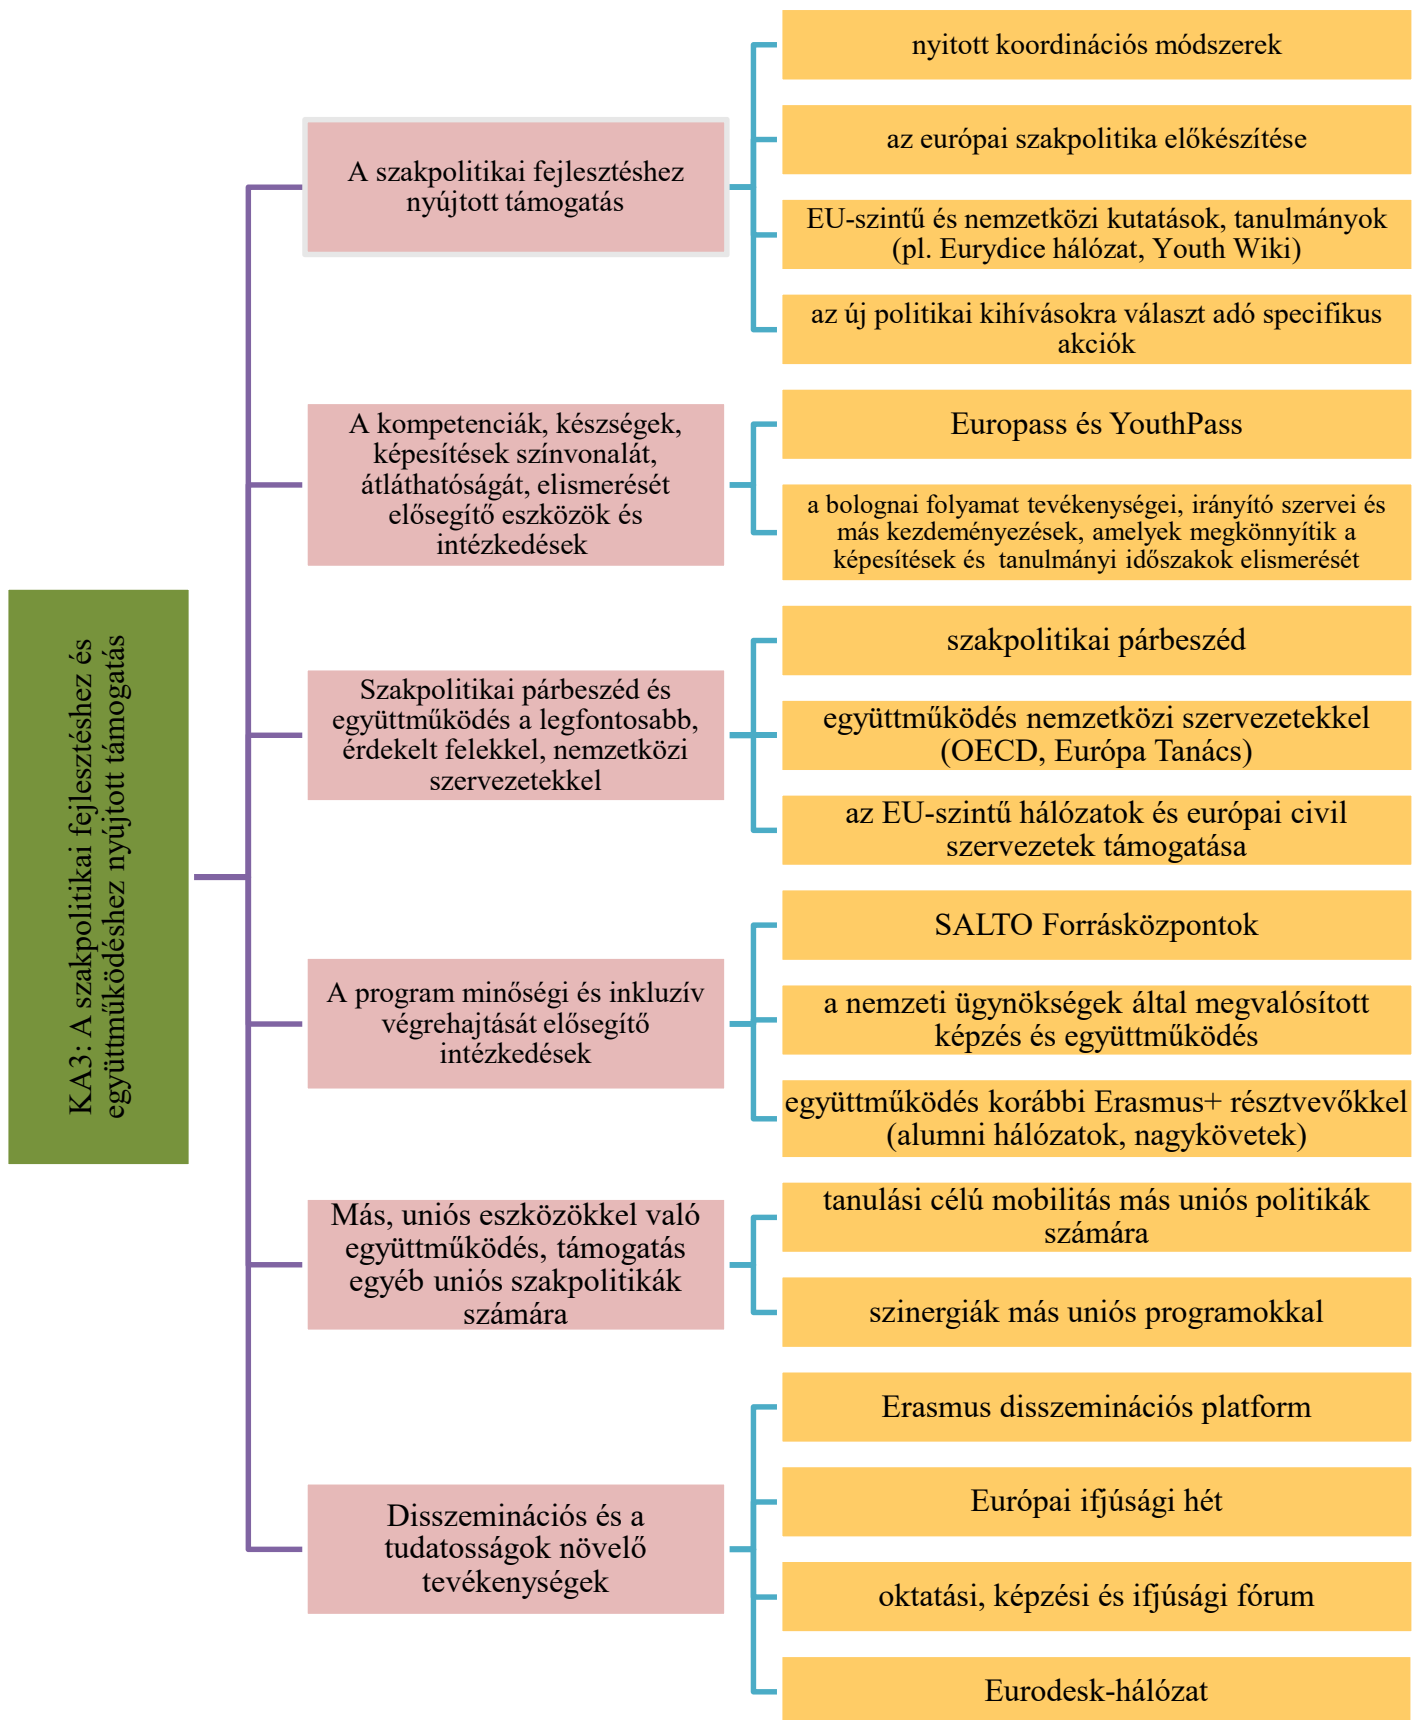 KA3: A szakpolitikai fejlesztéshez és
együttműködéshez nyújtott támogatás
A szakpolitikai fejlesztéshez
nyújtott támogatás
nyitott koordinációs módszerek
az európai szakpolitika előkészítése
EU-szintű és nemzetközi kutatások, tanulmányok
(pl. Eurydice hálózat, Youth Wiki)
az új politikai kihívásokra választ adó specifikus
akciók
A kompetenciák, készségek,
képesítések színvonalát,
átláthatóságát, elismerését
elősegítő eszközök és
intézkedések
Europass és YouthPass
a bolognai folyamat tevékenységei, irányító szervei és
más kezdeményezések, amelyek megkönnyítik a
képesítések és  tanulmányi időszakok elismerését
Szakpolitikai párbeszéd és
együttműködés a legfontosabb,
érdekelt felekkel, nemzetközi
szervezetekkel
szakpolitikai párbeszéd
együttműködés nemzetközi szervezetekkel
(OECD, Európa Tanács)
az EU-szintű hálózatok és európai civil
szervezetek támogatása
A program minőségi és inkluzív
végrehajtását elősegítő
intézkedések
SALTO Forrásközpontok
a nemzeti ügynökségek által megvalósított
képzés és együttműködés
együttműködés korábbi Erasmus+ résztvevőkkel
(alumni hálózatok, nagykövetek)
Más, uniós eszközökkel való
együttműködés, támogatás
egyéb uniós szakpolitikák
számára
tanulási célú mobilitás más uniós politikák
számára
szinergiák más uniós programokkal
Disszeminációs és a
tudatosságok növelő
tevékenységek
Erasmus disszeminációs platform
Európai ifjúsági hét
oktatási, képzési és ifjúsági fórum
Eurodesk-hálózat